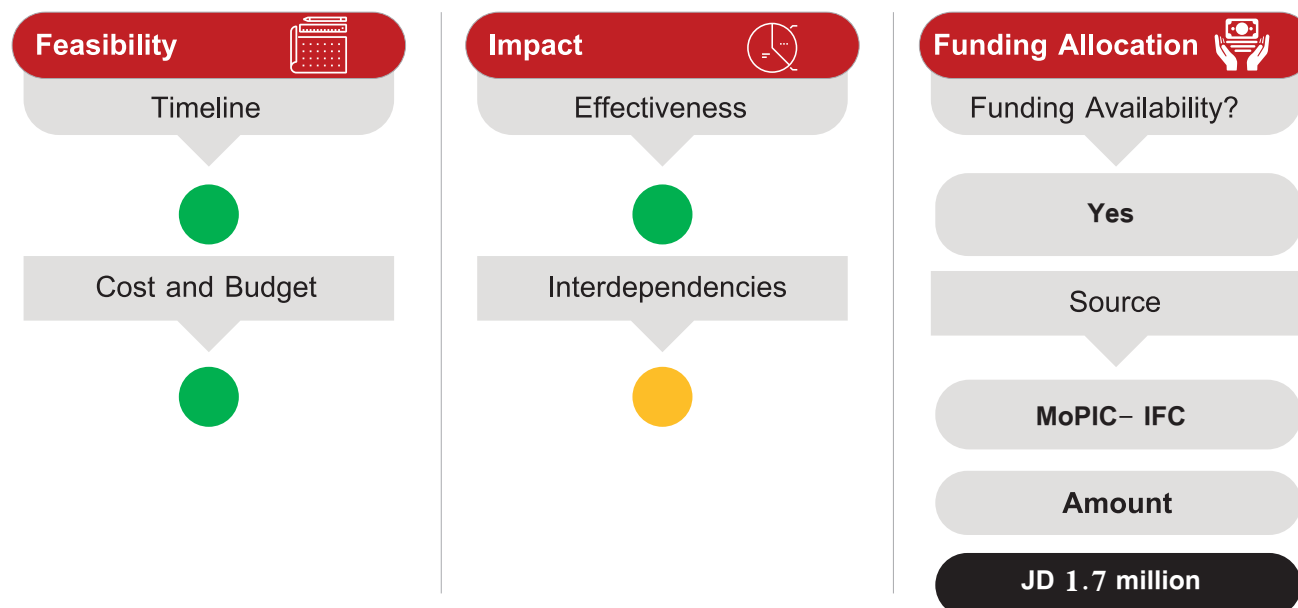 Feasibility
Timeline
Cost and Budget
Impact
Effectiveness
Interdependencies
Funding Allocation
Funding Availability?
Yes
Source
MoPIC– IFC
Amount
JD 1.7 million